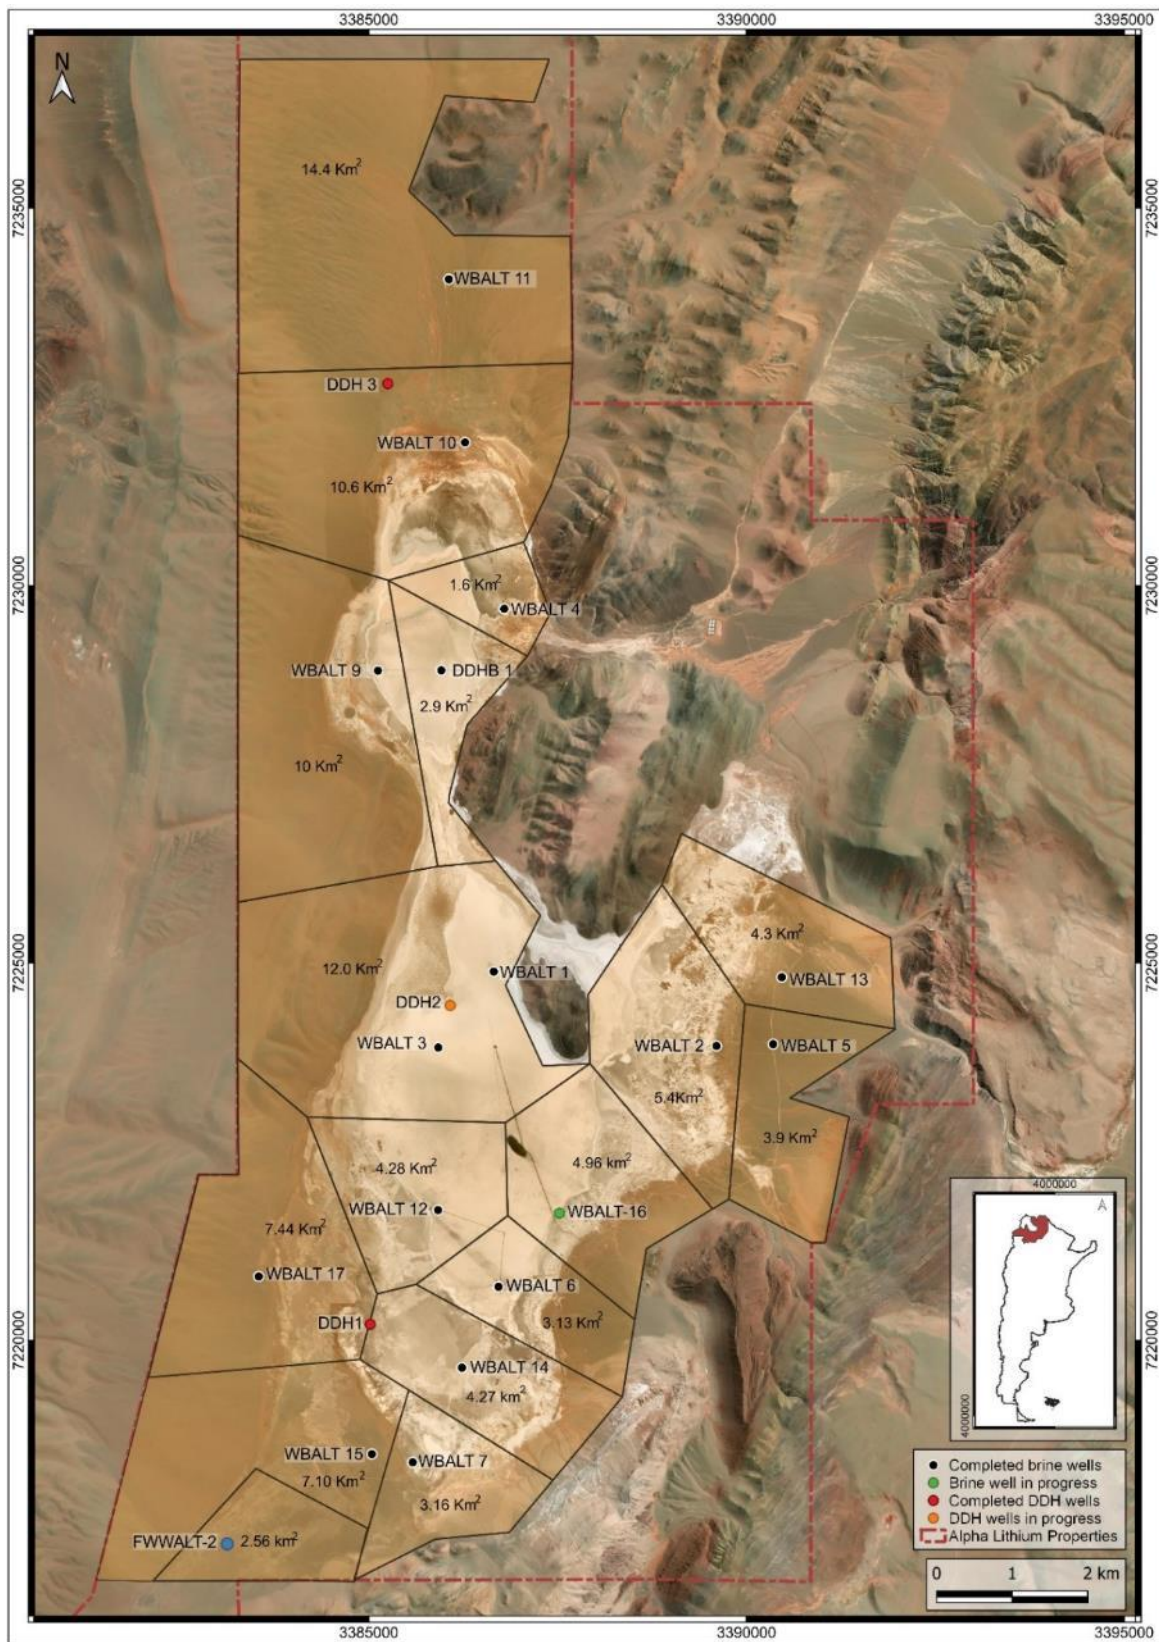 3385000
3390000
3395000
N
7235000
7235000
14.4 Km²
WBALT 11
DDH 3
WBALT 10
10.6 Km²
7230000
7230000
1.6 Km²
WBALT 4
WBALT 9
DDHB 1
2.9 Km²
10 Km²
4.3 Km²
12.0 Km²
WBALT 1
WBALT 13
7225000
7225000
DDH2
WBALT 3
WBALT 2
WBALT 5
5.4Km²
3.9 Km²
4.28 Km²
4.96 km²
WBALT 12
WBALT-16
7.44 Km²
WBALT 17
WBALT 6
DDH1
3.13 Km²
7220000
7220000
WBALT 14
4.27 km²
WBALT 15
WBALT 7
7.10 Km²
3.16 Km²
FWWALT-2
2.56 km²
4000000
A
4000000
Completed brine wells
Brine well in progress
Completed DDH wells
DDH wells in progress
Alpha Lithium Properties
0 1 2 km
3385000
3390000
3395000